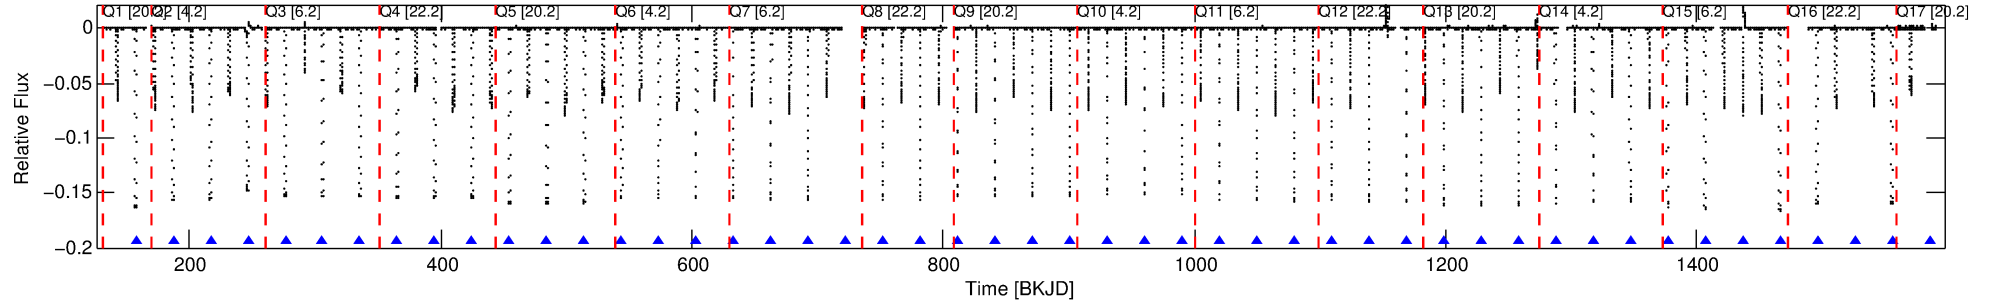 Q1 [20.2] Q2 [4.2] Q3 [6.2] Q4 [22.2] Q5 [20.2] Q6 [4.2] Q7 [6.2] Q8 [22.2] Q9 [20.2] Q10 [4.2] Q11 [6.2] Q12 [22.2] Q13 [20.2] Q14 [4.2] Q15 [6.2] Q16 [22.2] Q17 [20.2]
0
−0.05
−0.1
−0.15
−0.2
Relative Flux
200 400 600 800 1000 1200 1400
Time [BKJD]